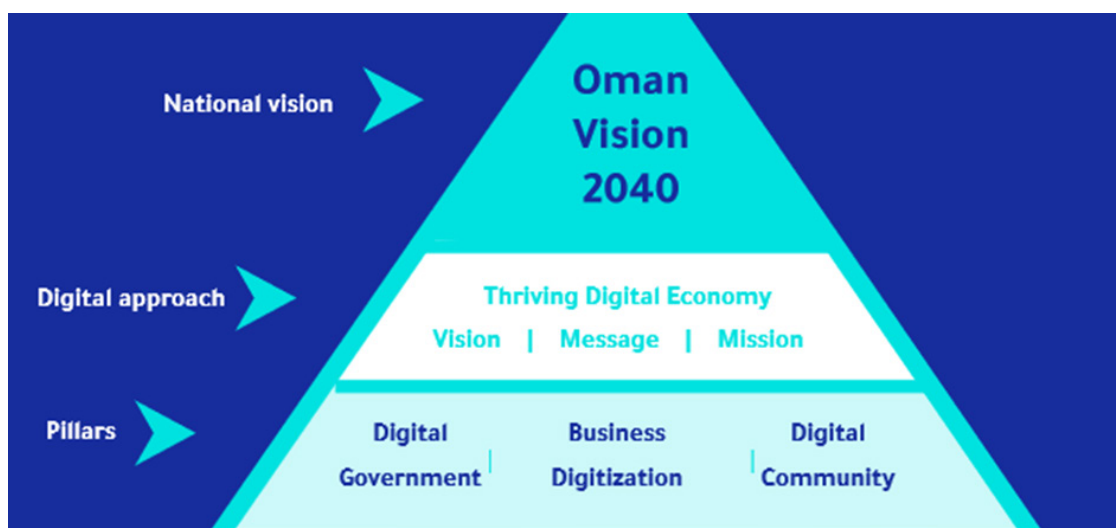 National vision
Oman
Vision
2040
Digital approach
Thriving Digital Economy
Vision | Message | Mission
Pillars
Digital Government
Business Digitization
Digital Community